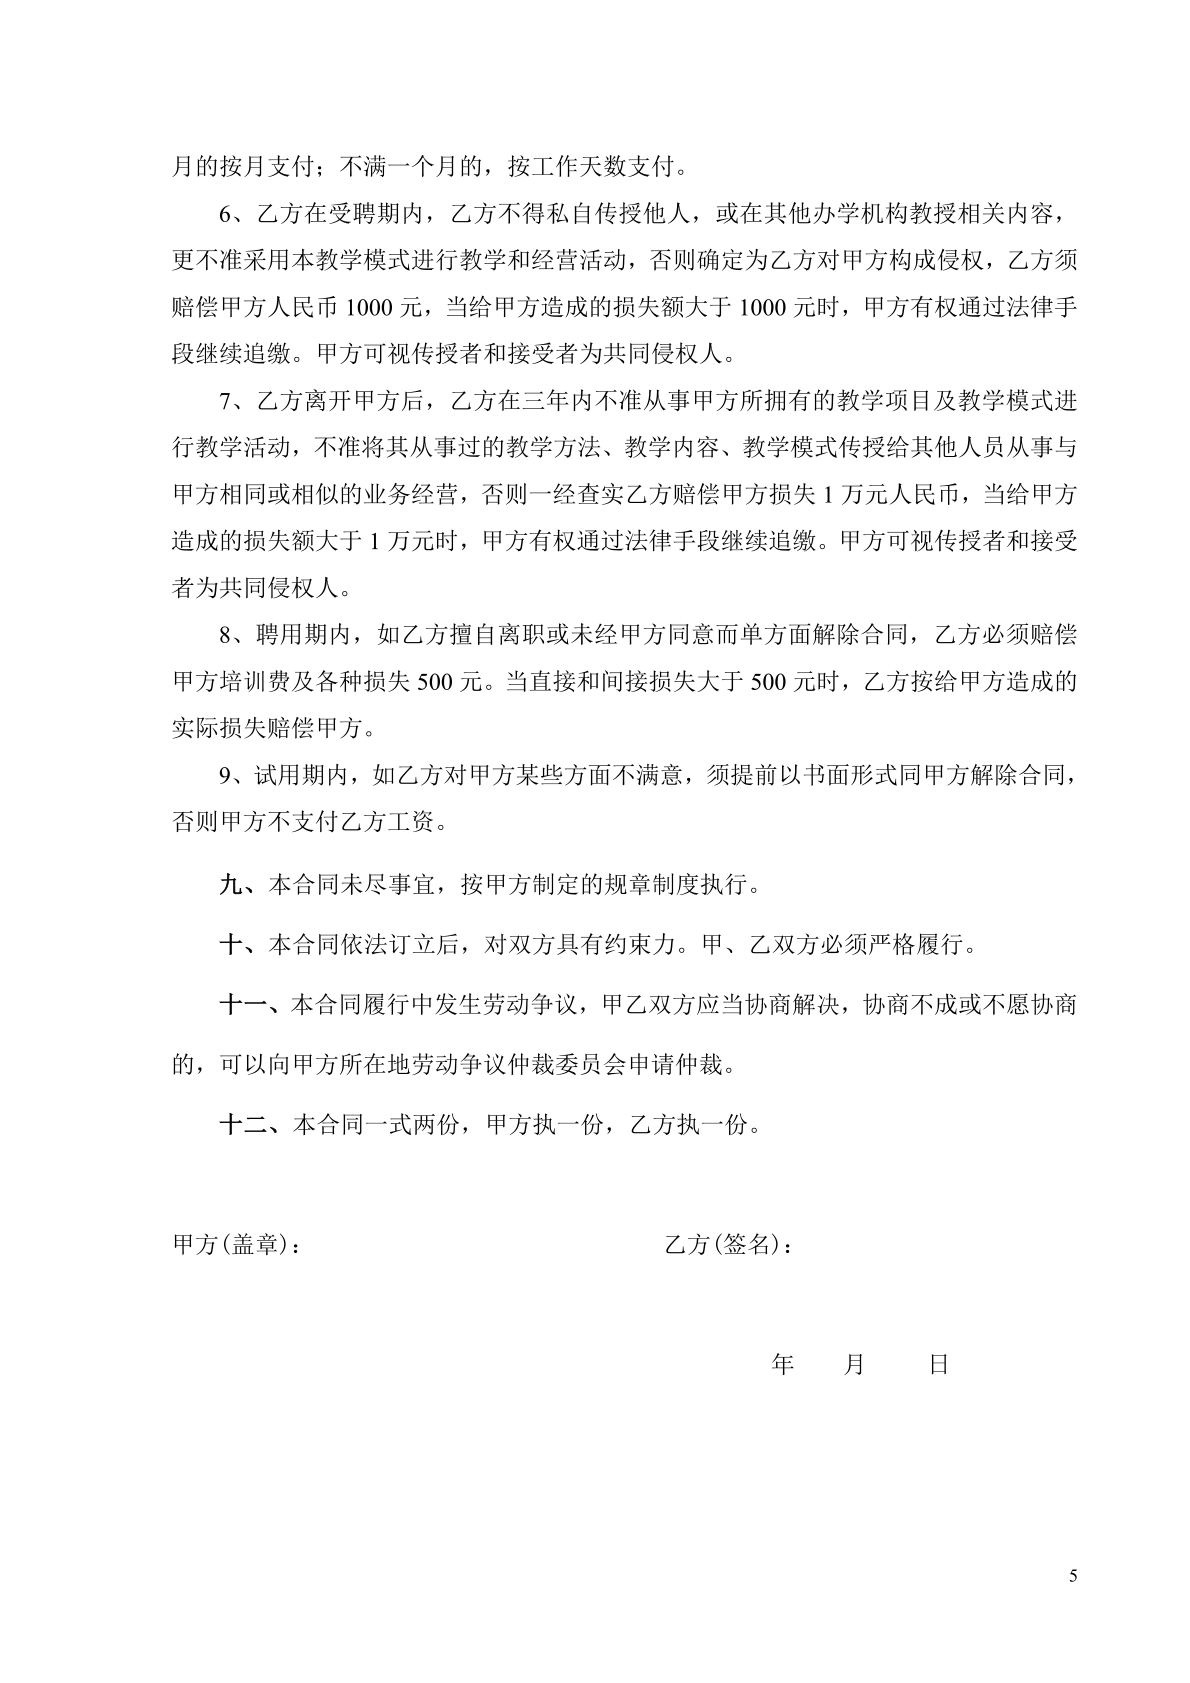 月的按月支付；不满一个月的，按工作天数支付。
6、乙方在受聘期内，乙方不得私自传授他人，或在其他办学机构教授相关内容，
更不准采用本教学模式进行教学和经营活动，否则确定为乙方对甲方构成侵权，乙方须
赔偿甲方人民币 1000 元，当给甲方造成的损失额大于 1000 元时，甲方有权通过法律手
段继续追缴。甲方可视传授者和接受者为共同侵权人。
7、乙方离开甲方后，乙方在三年内不准从事甲方所拥有的教学项目及教学模式进
行教学活动，不准将其从事过的教学方法、教学内容、教学模式传授给其他人员从事与
甲方相同或相似的业务经营，否则一经查实乙方赔偿甲方损失 1 万元人民币，当给甲方
造成的损失额大于 1 万元时，甲方有权通过法律手段继续追缴。甲方可视传授者和接受
者为共同侵权人。
8、聘用期内，如乙方擅自离职或未经甲方同意而单方面解除合同，乙方必须赔偿
甲方培训费及各种损失 500 元。当直接和间接损失大于 500 元时，乙方按给甲方造成的
实际损失赔偿甲方。
9、试用期内，如乙方对甲方某些方面不满意，须提前以书面形式同甲方解除合同，
否则甲方不支付乙方工资。
九、本合同未尽事宜，按甲方制定的规章制度执行。
十、本合同依法订立后，对双方具有约束力。甲、乙双方必须严格履行。
十一、本合同履行中发生劳动争议，甲乙双方应当协商解决，协商不成或不愿协商
的，可以向甲方所在地劳动争议仲裁委员会申请仲裁。
十二、本合同一式两份，甲方执一份，乙方执一份。
甲方(盖章)： 乙方(签名)：
年 月 日
5